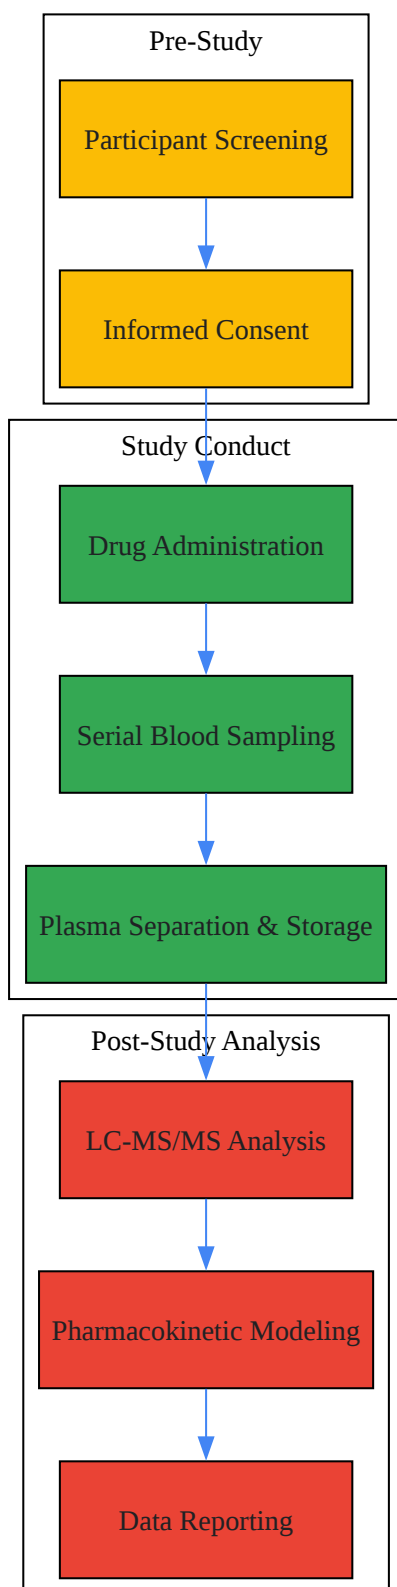 Pre-Study
Participant Screening
Informed Consent
Study Conduct
Drug Administration
Serial Blood Sampling
Plasma Separation & Storage
Post-Study Analysis
LC-MS/MS Analysis
Pharmacokinetic Modeling
Data Reporting